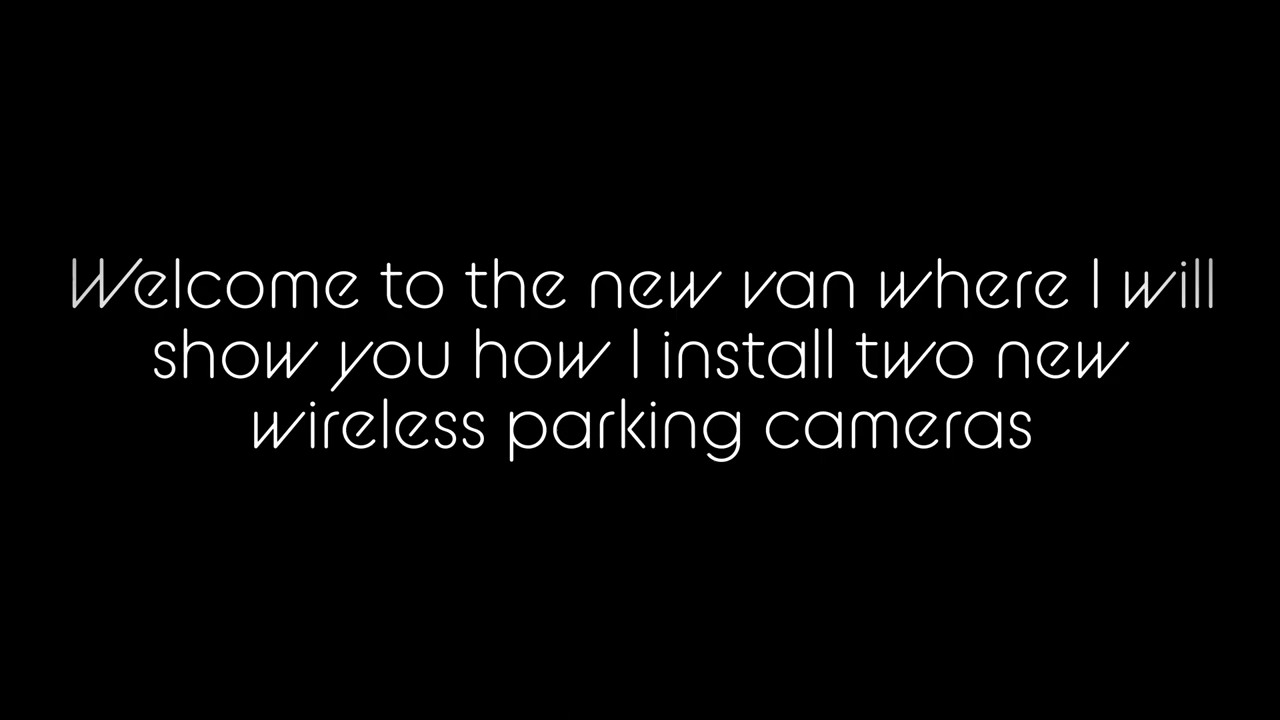 Welcome to the new van where I will
show you how I install two new
wireless parking cameras